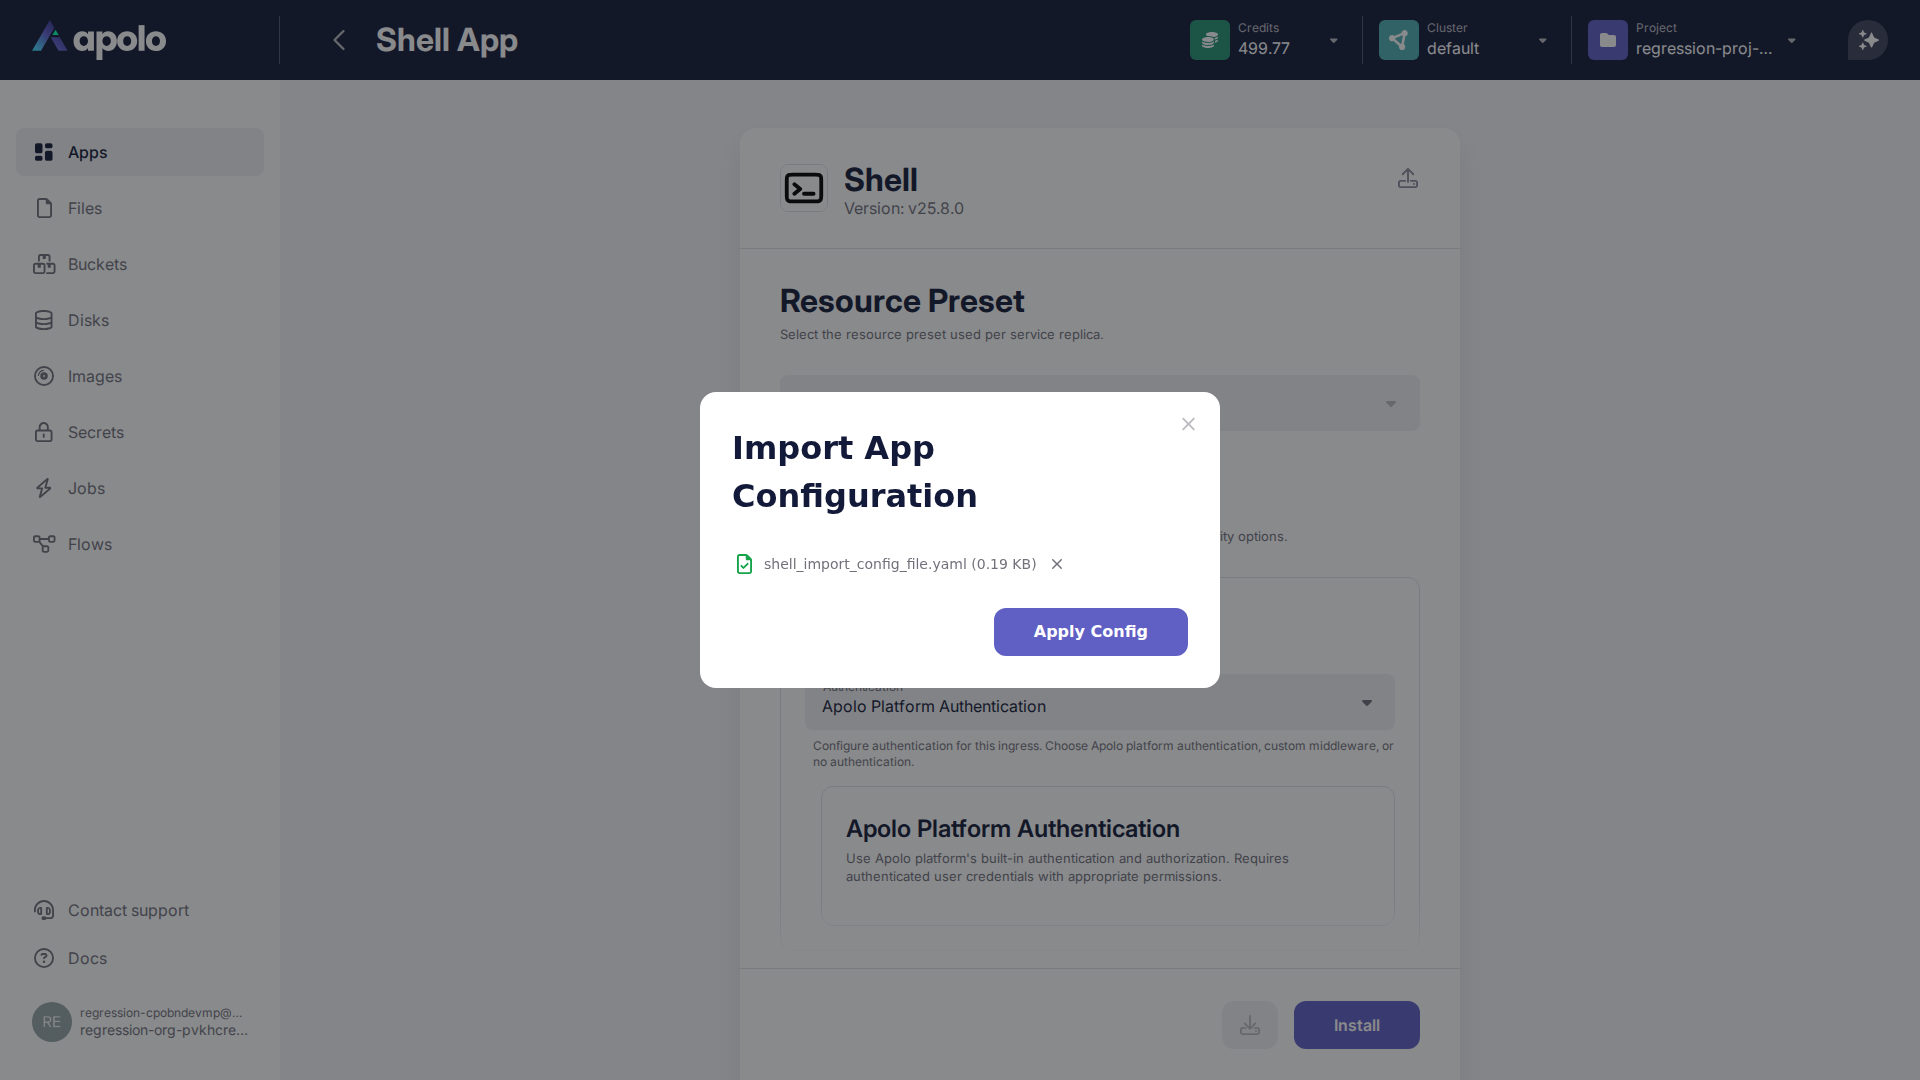 apolo
Shell App
Credits
499.77
Cluster
default
Project
regression-proj-...
Apps
Files
Buckets
Disks
Images
Secrets
Jobs
Flows
Contact support
Docs
RE
regression-cpobndevmp@...
regression-org-pvkhcre...
Shell
Version: v25.8.0
Resource Preset
Select the resource preset used per service replica.
Import App
Configuration
shell_import_config_file.yaml (0.19 KB)
Apply Config
ity options.
Authentication
Apolo Platform Authentication
Configure authentication for this ingress. Choose Apolo platform authentication, custom middleware, or
no authentication.
Apolo Platform Authentication
Use Apolo platform's built-in authentication and authorization. Requires
authenticated user credentials with appropriate permissions.
Install